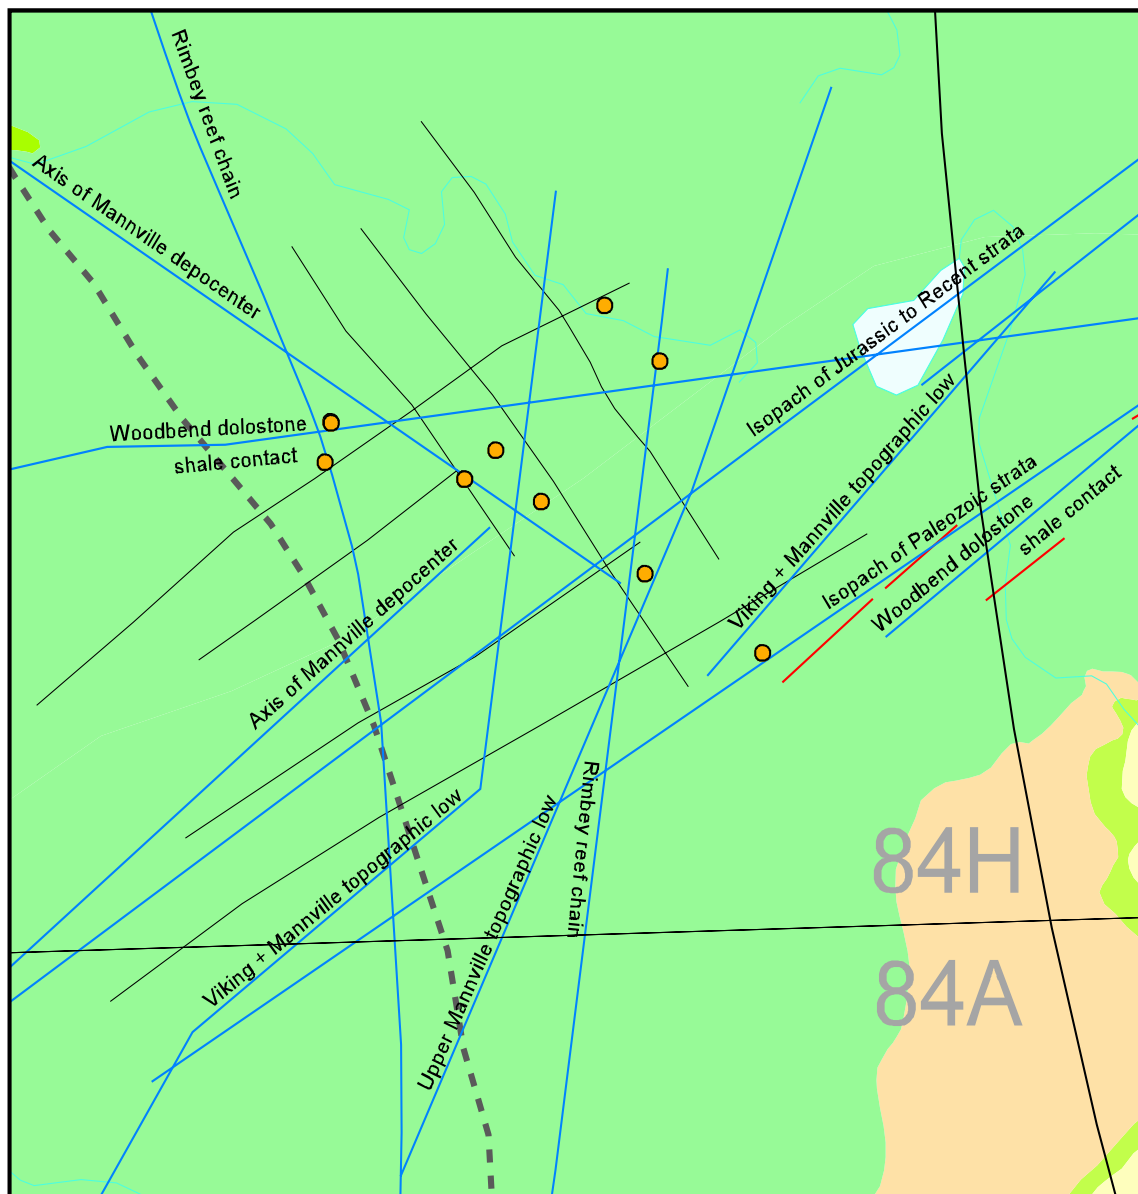 Rimbey reef chain
Axis of Mannville depocenter
Isopach of Jurassic to Recent strata
Woodbend dolostone
shale contact
Viking + Mannville topographic low
Isopach of Paleozoic strata
Woodbend dolostone
shale contact
Axis of Mannville depocenter
Viking + Mannville topographic low
Upper Mannville topographic low
Rimbey reef chain
84H
84A